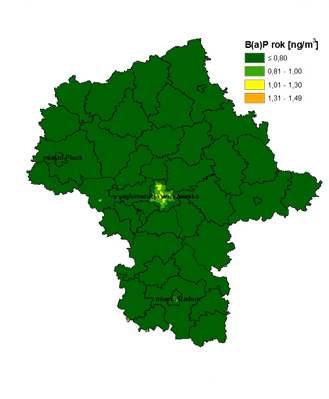 B(a)P rok [ng/m³]
≤ 0,80
0,81 - 1,00
1,01 - 1,30
1,31 - 1,49
miasto Płock
miasto Radom